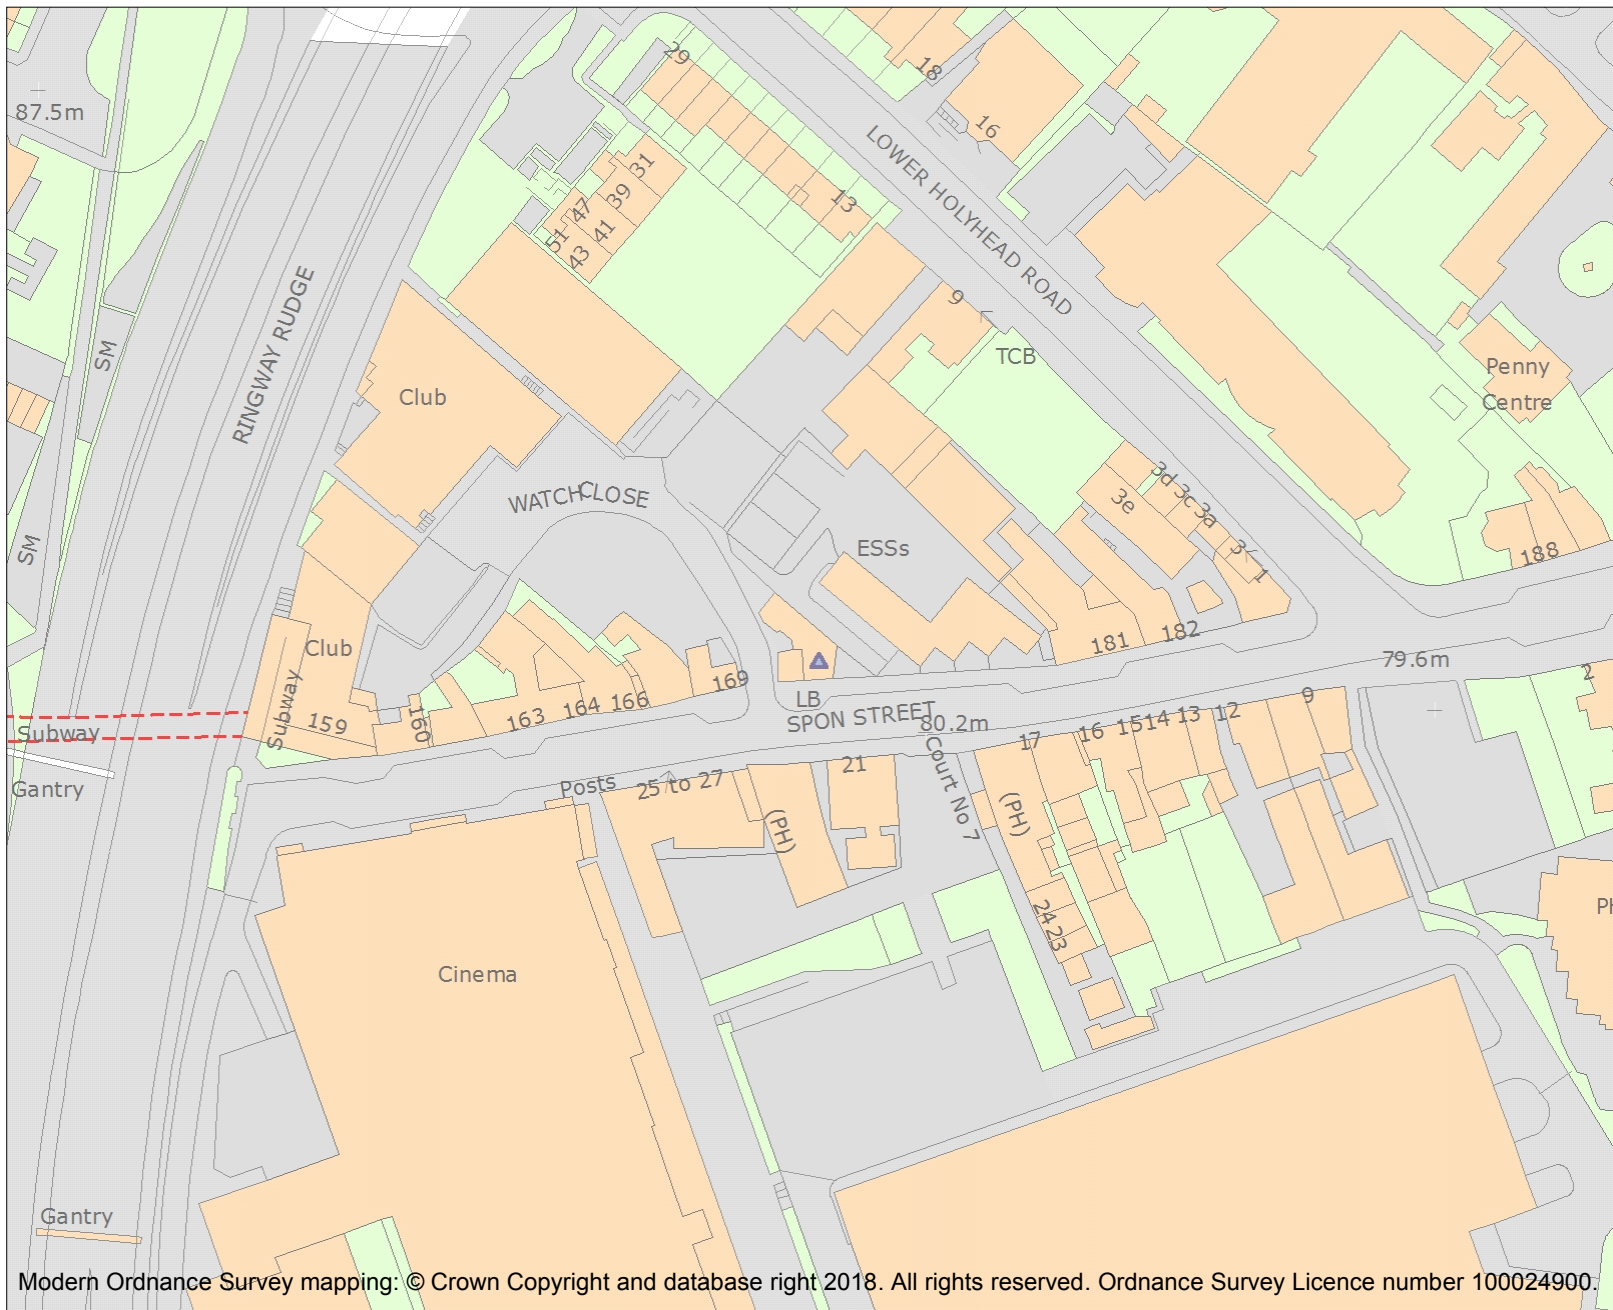 29
18
87.5m
16
LOWER HOLYHEAD ROAD
31
39
47
41
51
43
13
RINGWAY RUDGE
9
TCB
SM
Penny
Centre
Club
WATCH CLOSE
3d
3c
3a
3e
3
1
SM
ESSs
188
Club
181
182
79.6m
2
Subway
159
160
163
164
166
169
LB
SPON STREET
80.2m
9
12
13
14
15
16
17
Subway
Gantry
Posts
25 to 27
21
(PH)
Court No 7
(PH)
24
23
PH
Cinema
Gantry
Modern Ordnance Survey mapping: © Crown Copyright and database right 2018. All rights reserved. Ordnance Survey Licence number 100024900.